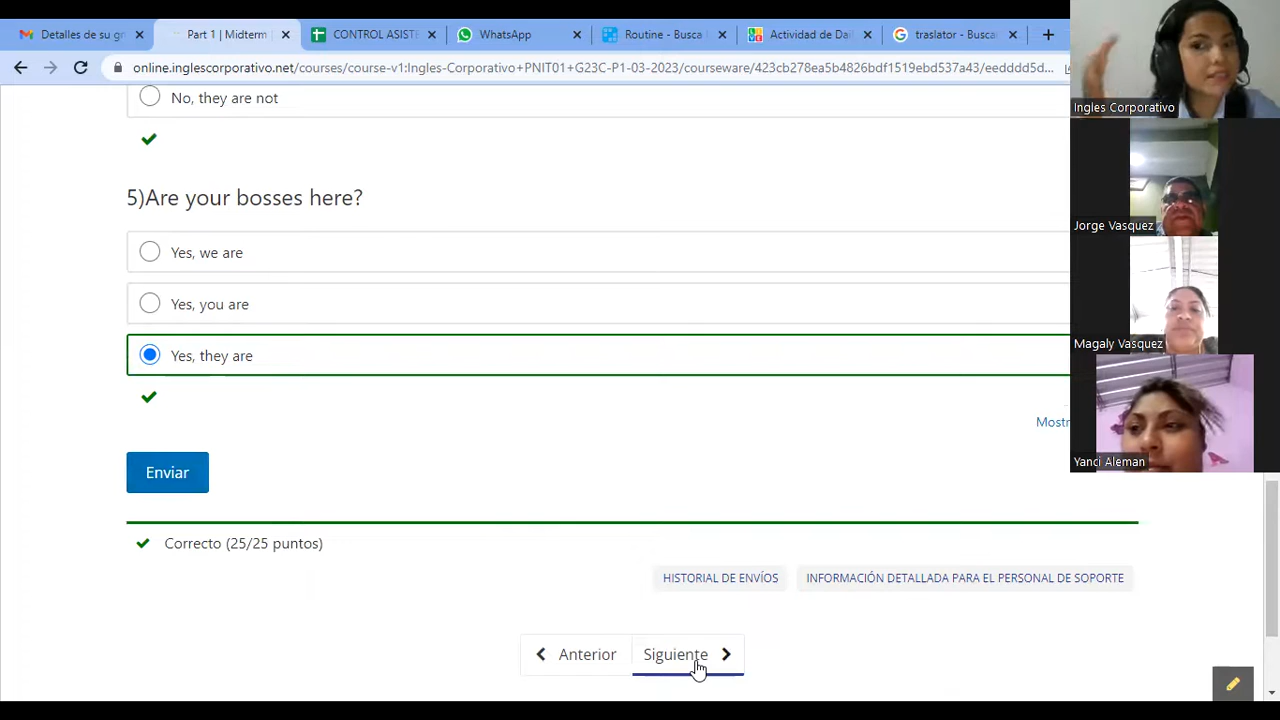 Detalles de su gr
Part 1 | Midterm
CONTROL ASIST
WhatsApp
Routine - Busca
Actividad de Dai
traslator - Busca
online.inglescorporativo.net/courses/course-v1:Ingles-Corporativo+PNIT01+G23C-P1-03-2023/courseware/423cb278ea5b4826bdf1519ebd537a43/eedddd5d...
Ingles Corporativo
No, they are not
5)Are your bosses here?
Jorge Vasquez
Yes, we are
Yes, you are
Magaly Vasquez
Yes, they are
Mostr
Yanci Aleman
Enviar
Correcto (25/25 puntos)
HISTORIAL DE ENVÍOS
INFORMACIÓN DETALLADA PARA EL PERSONAL DE SOPORTE
Anterior
Siguiente